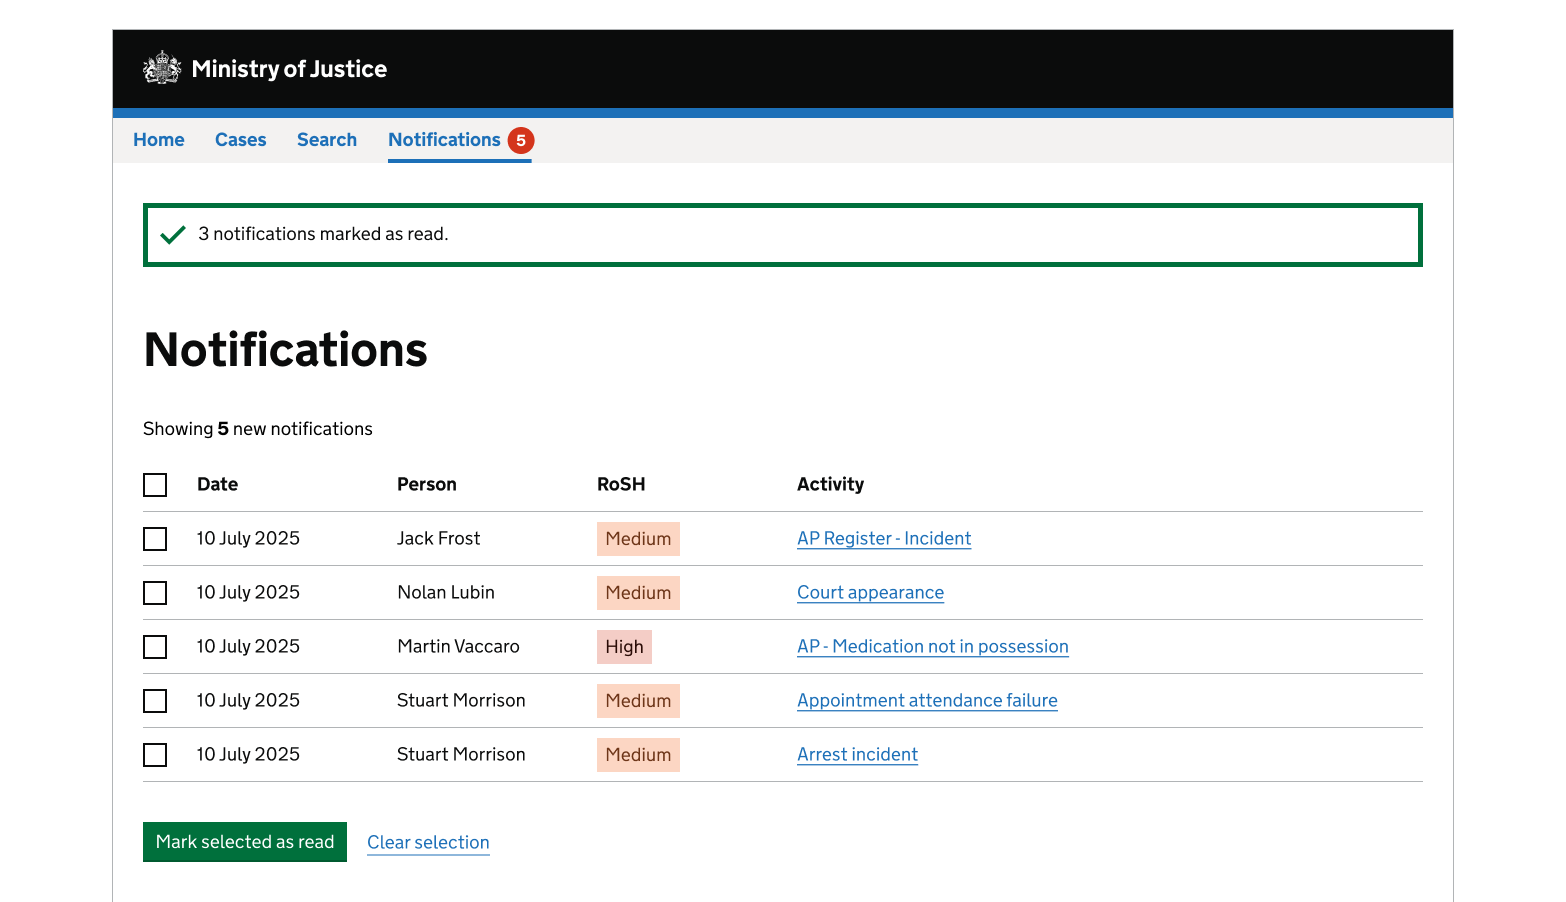 Ministry of Justice
Home Cases Search Notifications 5
3 notifications marked as read.
Notifications
Showing 5 new notifications
Date Person RoSH Activity
10 July 2025 Jack Frost Medium AP Register - Incident
10 July 2025 Nolan Lubin Medium Court appearance
10 July 2025 Martin Vaccaro High AP - Medication not in possession
10 July 2025 Stuart Morrison Medium Appointment attendance failure
10 July 2025 Stuart Morrison Medium Arrest incident
Mark selected as read Clear selection